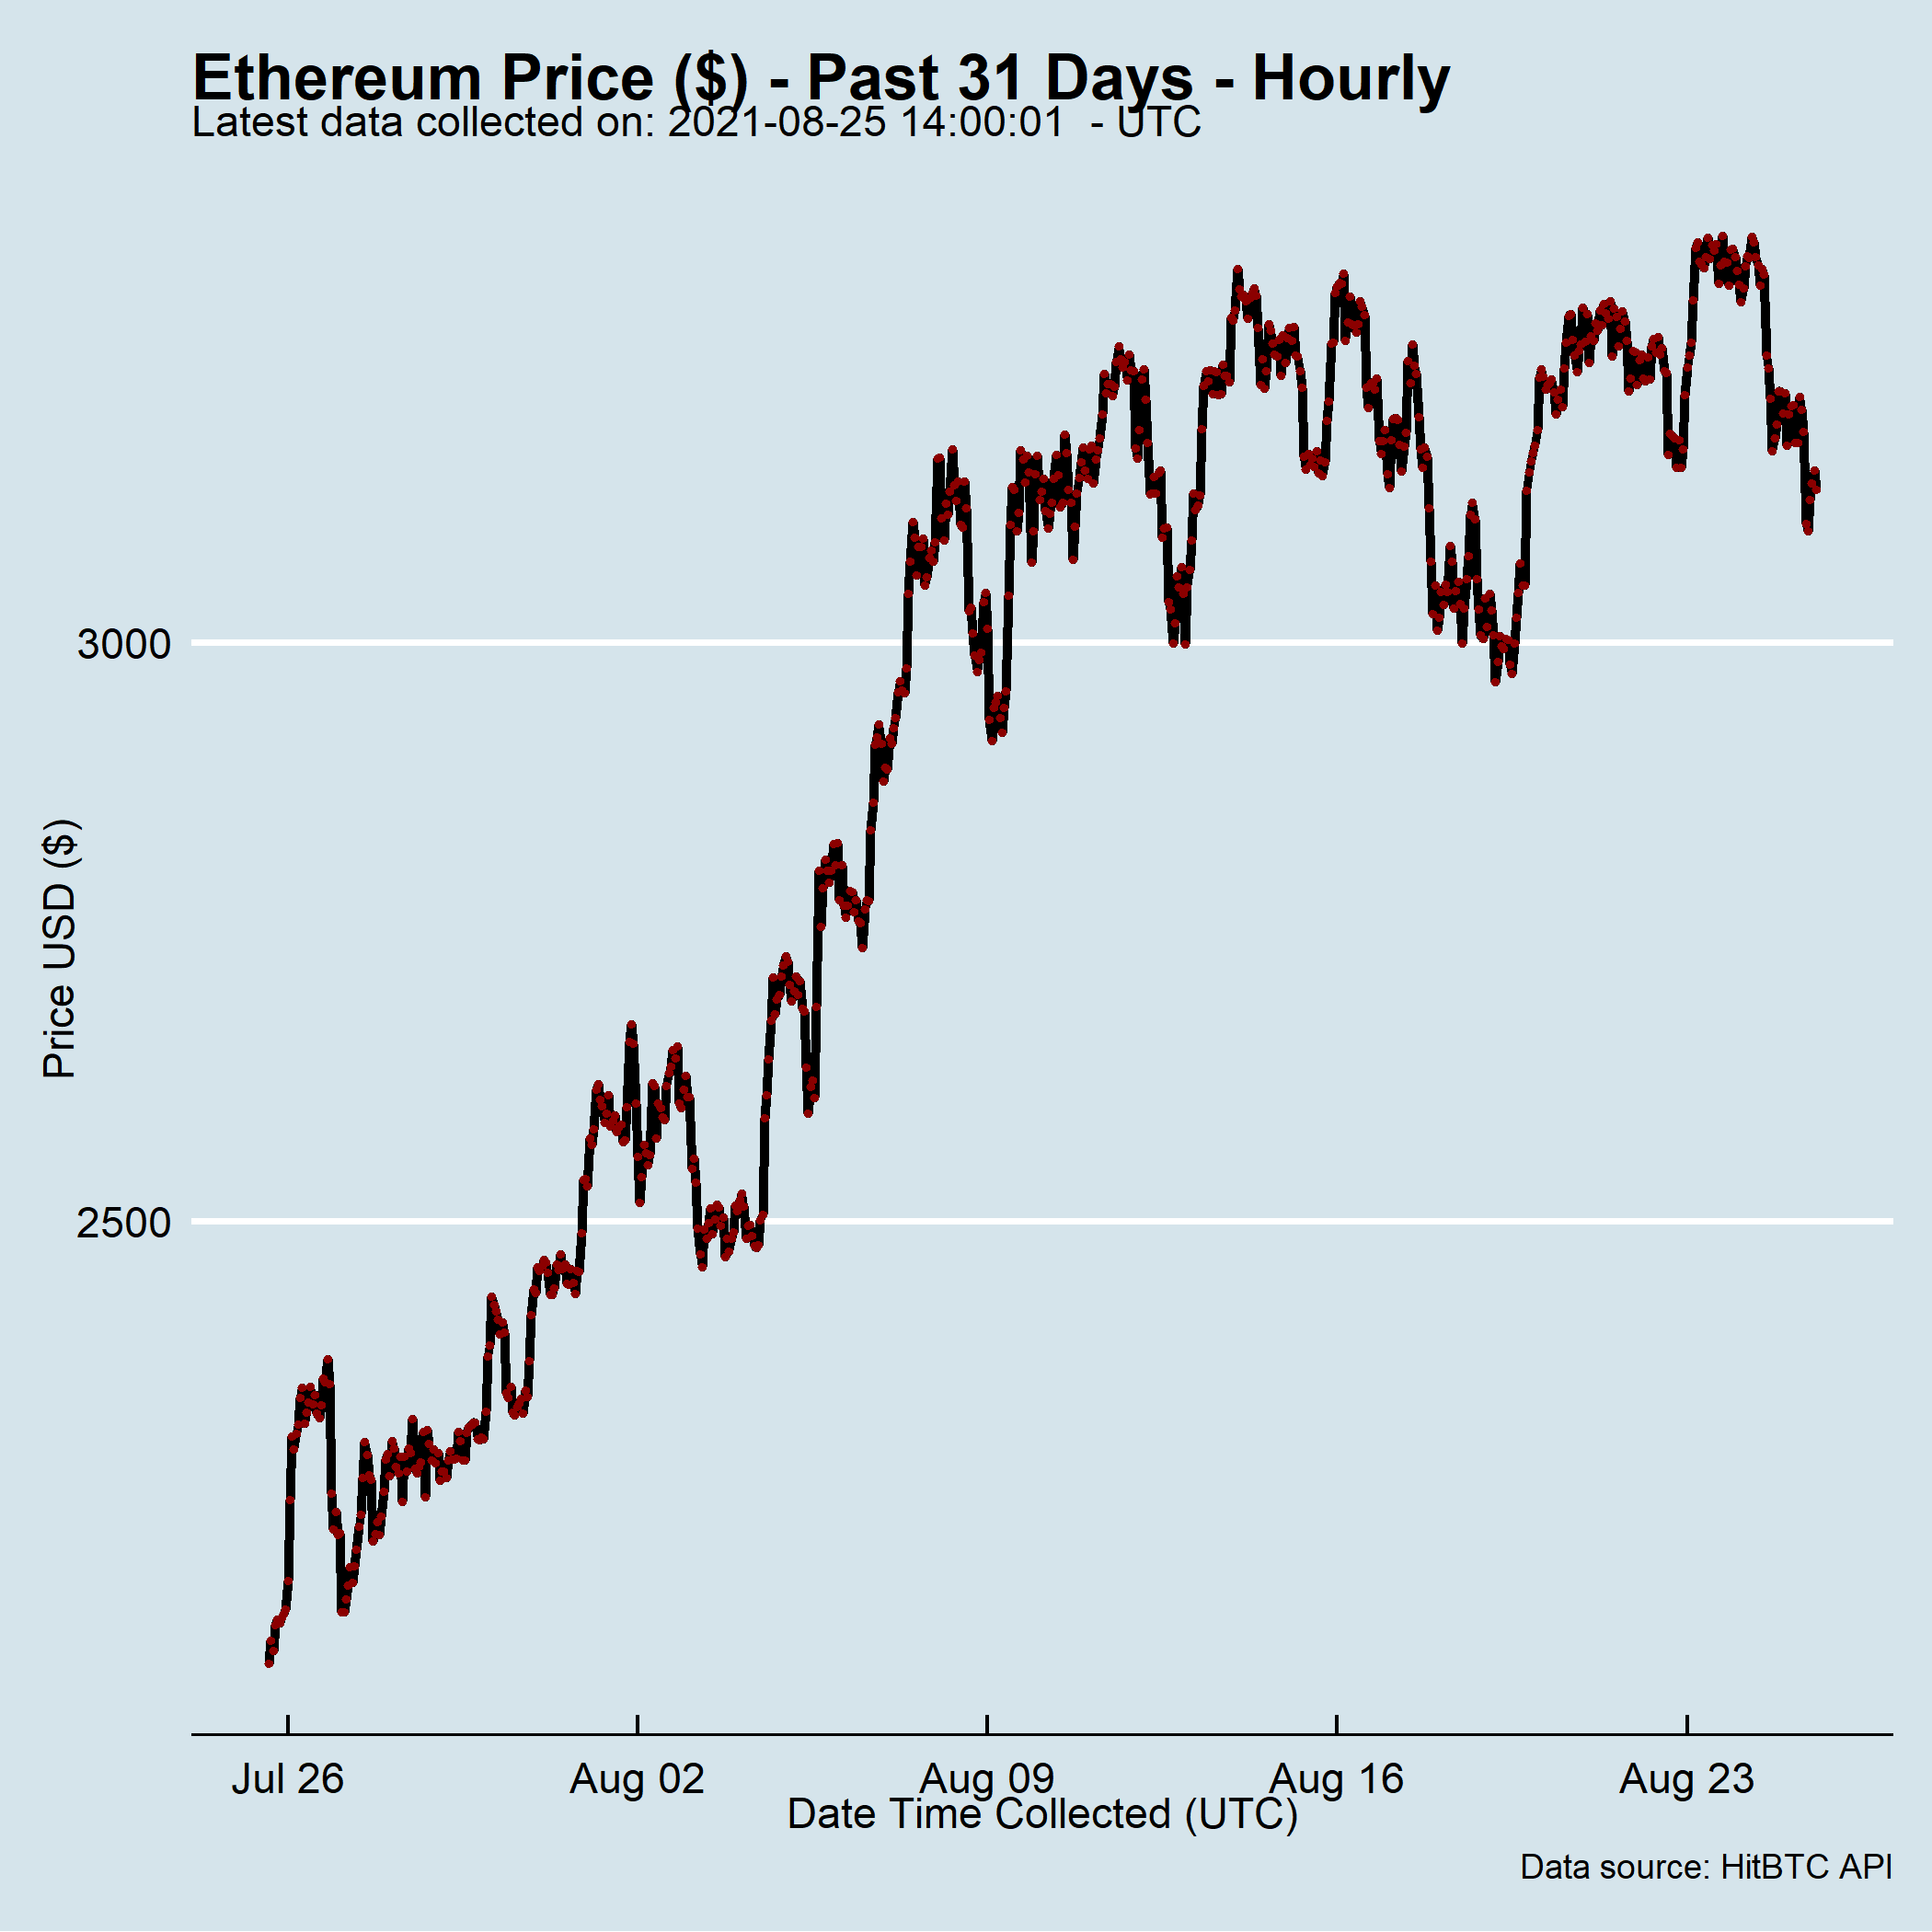 Ethereum Price ($) - Past 31 Days - Hourly
Latest data collected on: 2021-08-25 14:00:01  - UTC
3000
2500
Price USD ($)
Jul 26
Aug 02
Aug 09
Aug 16
Aug 23
Date Time Collected (UTC)
Data source: HitBTC API